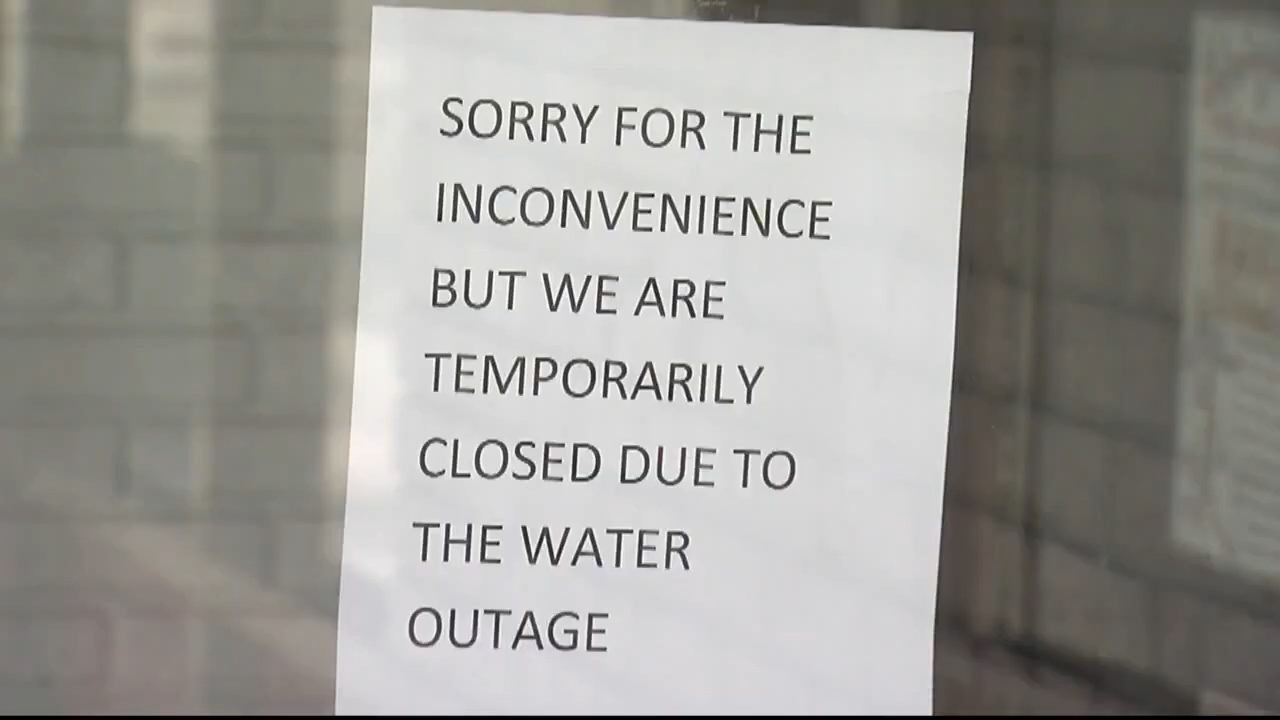 SORRY FOR THE
INCONVENIENCE
BUT WE ARE
TEMPORARILY
CLOSED DUE TO
THE WATER
OUTAGE